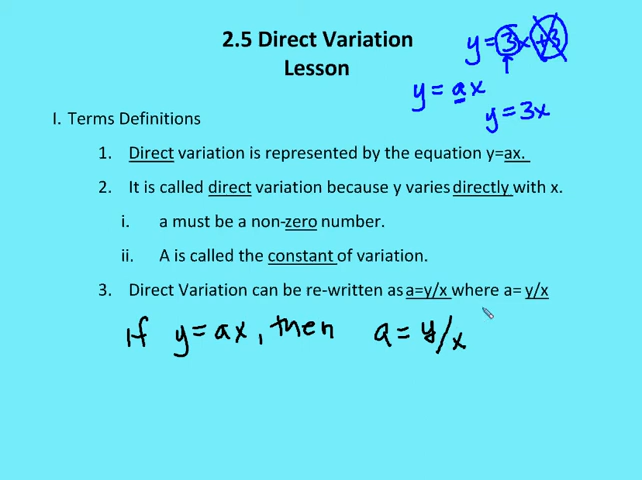 2.5 Direct Variation
Lesson
y = 3x + 3
y = ax
y = 3x
I. Terms Definitions
1. Direct variation is represented by the equation y=ax.
2. It is called direct variation because y varies directly with x.
i. a must be a non-zero number.
ii. A is called the constant of variation.
3. Direct Variation can be re-written as a=y/x where a= y/x
If y = ax, then a = y/x